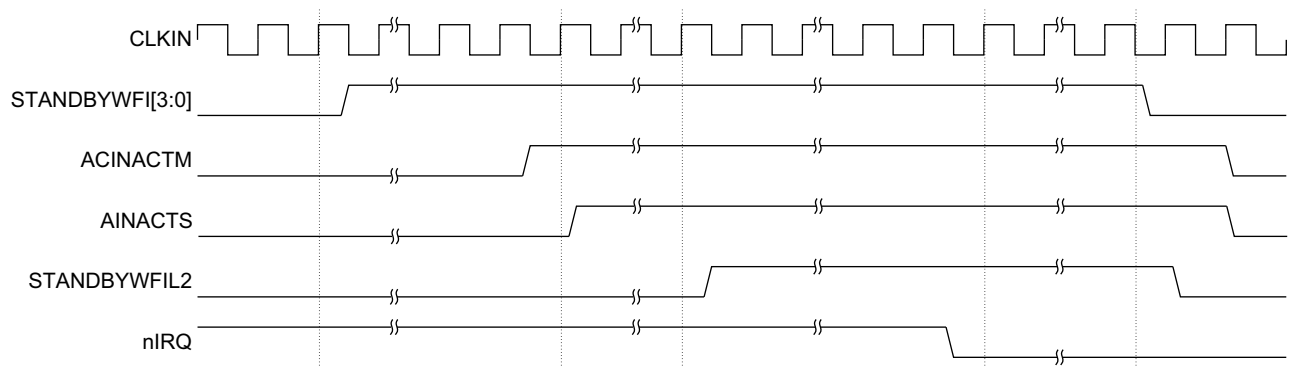 CLKIN
STANDBYWFI[3:0]
ACINACTM
AINACTS
STANDBYWFIL2
nIRQ